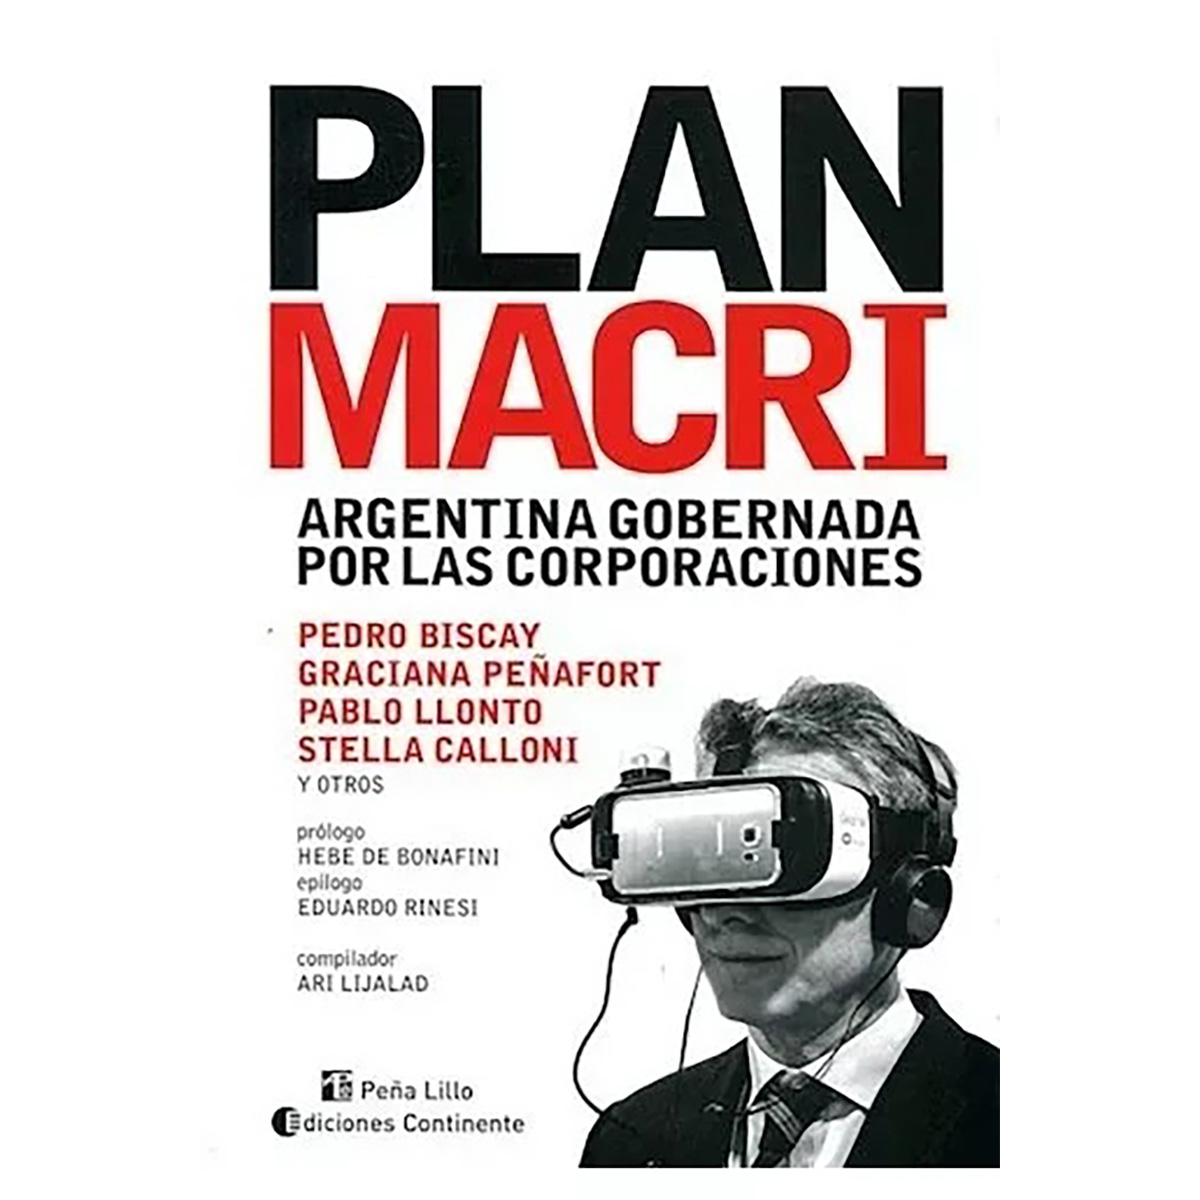 PLAN
MACRI
ARGENTINA GOBERNADA
POR LAS CORPORACIONES
PEDRO BISCAY
GRACIANA PEÑAFORT
PABLO LLONTO
STELLA CALLONI
Y OTROS
prólogo
HEBE DE BONAFINI
epílogo
EDUARDO RINESI
compilador
ARI LIJALAD
Peña Lillo
Ediciones Continente